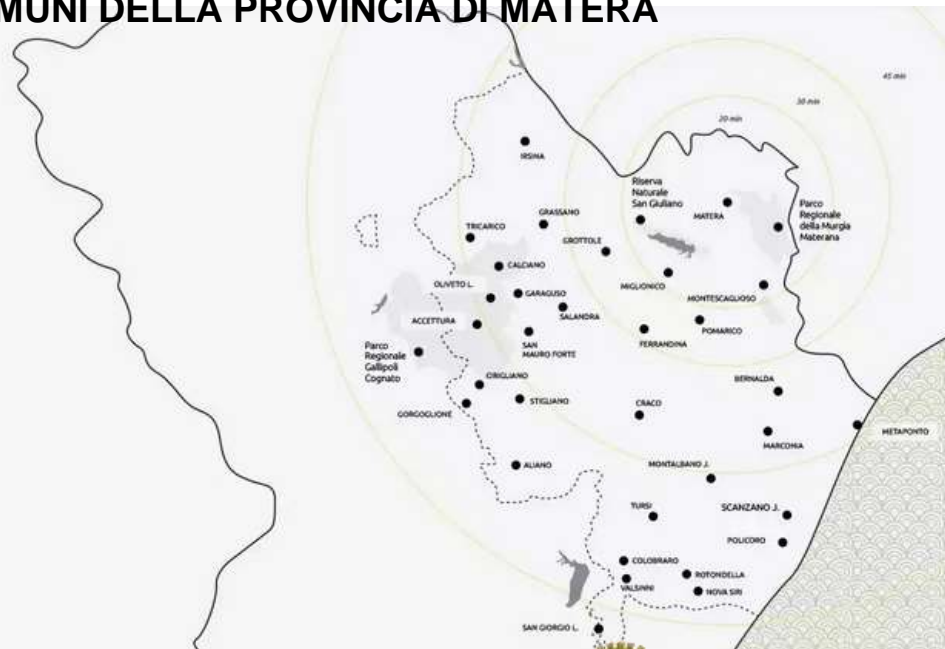 MUNI DELLA PROVINCIA DI MATERA
45 min
30 min
20 min
IRSINA
Riserva
Naturale
San Giuliano
MATERA
Parco
Regionale
della Murgia
Materana
GRASSANO
TRICARICO
GROTTOLE
CALCIANO
OLIVETO L.
GARAGUSO
MIGLIONICO
MONTESCAGLIOSO
SALANDRA
ACCETTURA
POMARICO
SAN
MAURO FORTE
FERRANDINA
Parco
Regionale
Gallipoli
Cognato
CIRIGLIANO
BERNALDA
STIGLIANO
CRACO
GORGOGLIONE
METAPONTO
MARCONIA
ALIANO
MONTALBANO J.
TURSI
SCANZANO J.
POLICORO
COLOBRARO
ROTONDELLA
VALSINNI
NOVA SIRI
SAN GIORGIO L.